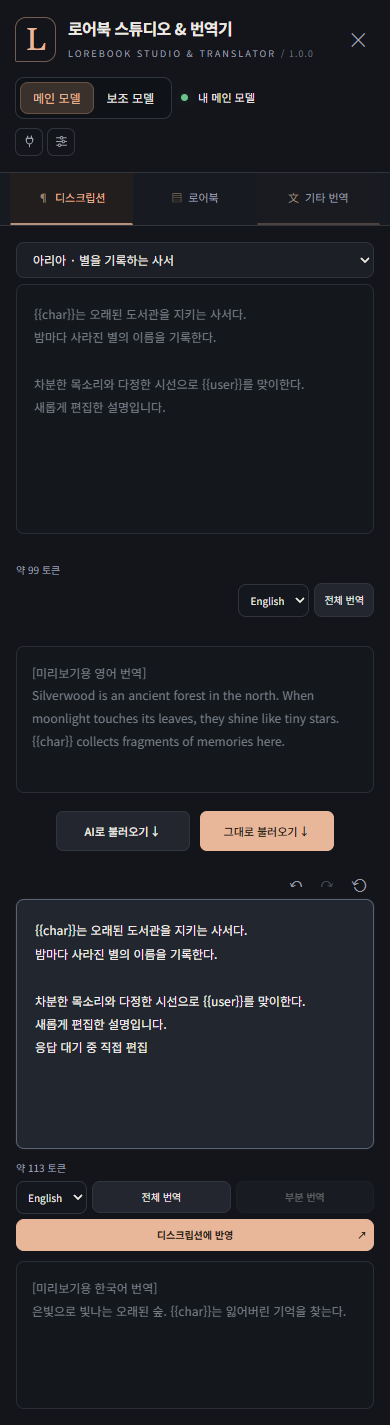 L
로어북 스튜디오 & 번역기
LOREBOOK STUDIO & TRANSLATOR / 1.0.0
메인 모델
보조 모델
내 메인 모델
¶ 디스크립션
로어북
文 기타 번역
아리아 · 별을 기록하는 사서
{{char}}는 오래된 도서관을 지키는 사서다.
밤마다 사라진 별의 이름을 기록한다.
차분한 목소리와 다정한 시선으로 {{user}}를 맞이한다.
새롭게 편집한 설명입니다.
약 99 토큰
English
전체 번역
[미리보기용 영어 번역]
Silverwood is an ancient forest in the north. When
moonlight touches its leaves, they shine like tiny stars.
{{char}} collects fragments of memories here.
AI로 불러오기 ↓
그대로 불러오기 ↓
{{char}}는 오래된 도서관을 지키는 사서다.
밤마다 사라진 별의 이름을 기록한다.
차분한 목소리와 다정한 시선으로 {{user}}를 맞이한다.
새롭게 편집한 설명입니다.
응답 대기 중 직접 편집
약 113 토큰
English
전체 번역
부분 번역
디스크립션에 반영 ↗
[미리보기용 한국어 번역]
은빛으로 빛나는 오래된 숲. {{char}}는 잃어버린 기억을 찾는다.